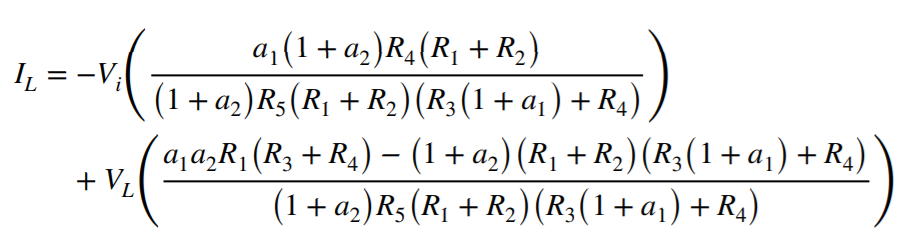 I_L = -V_i( a_1(1 + a_2)R_4(R_1 + R_2) / (1 + a_2)R_5(R_1 + R_2)(R_3(1 + a_1) + R_4) )
+ V_L( a_1a_2R_1(R_3 + R_4) - (1 + a_2)(R_1 + R_2)(R_3(1 + a_1) + R_4) / (1 + a_2)R_5(R_1 + R_2)(R_3(1 + a_1) + R_4) )